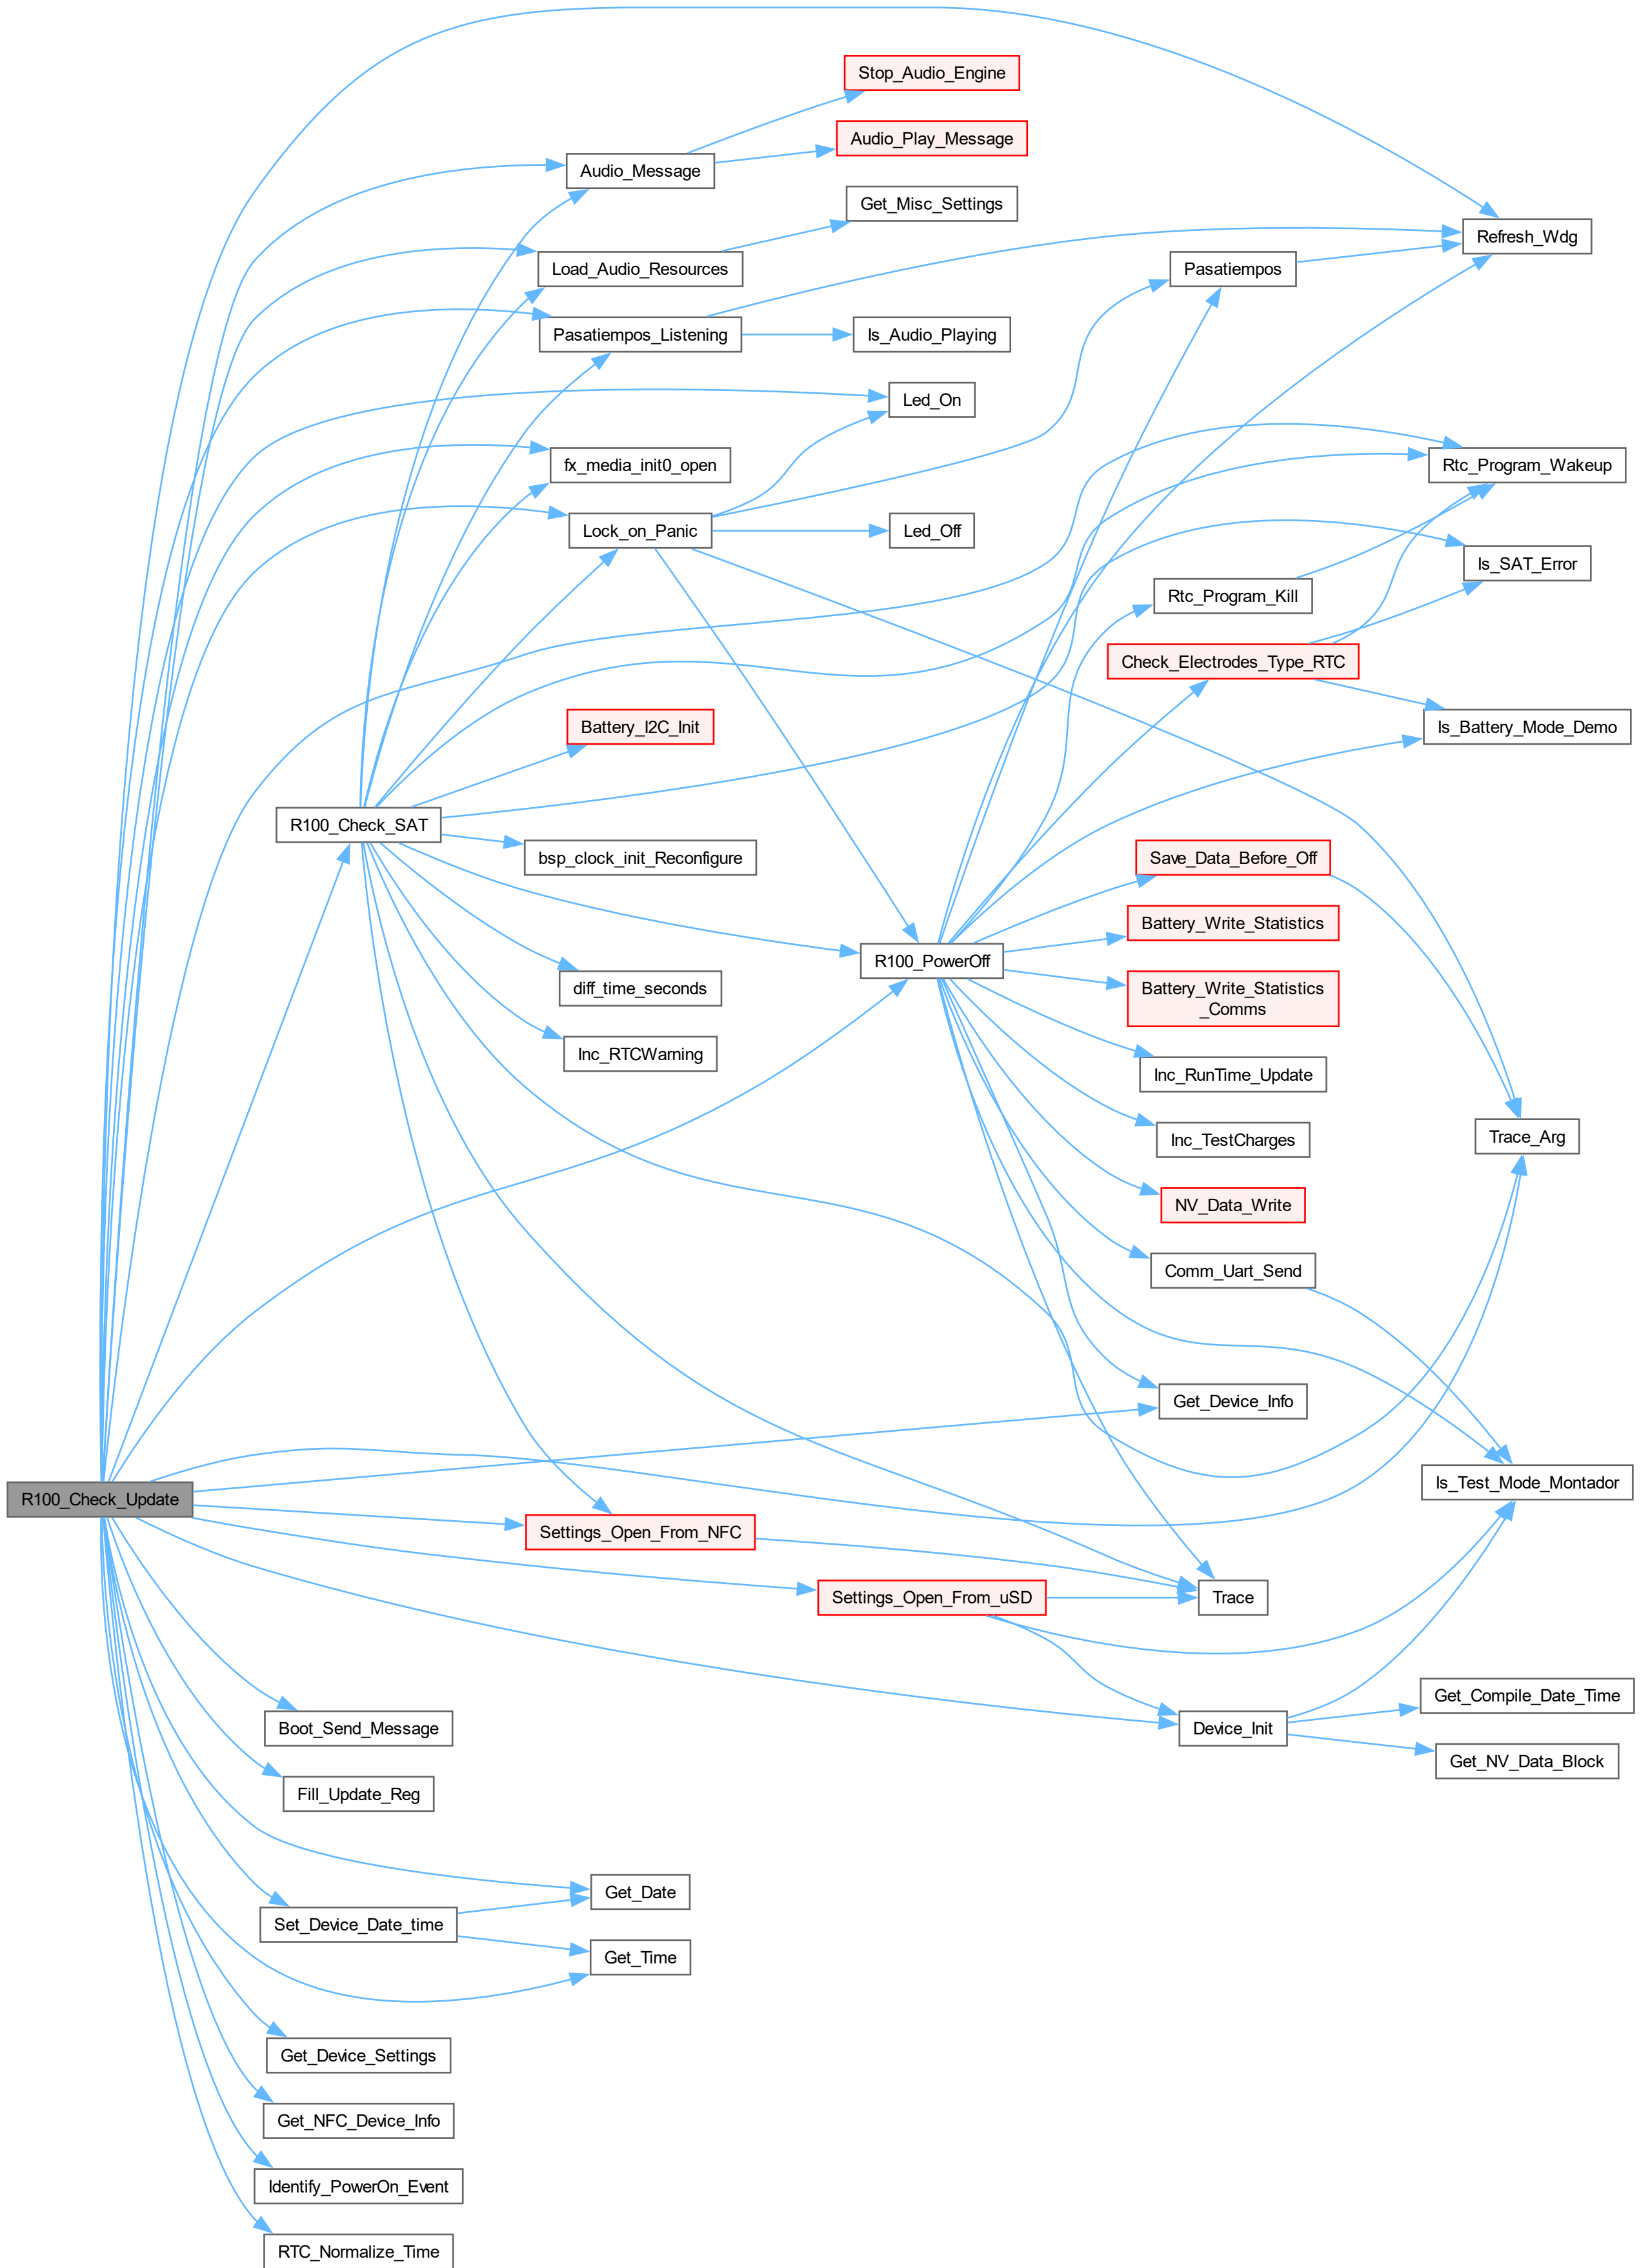 Stop_Audio_Engine
Audio_Play_Message
Audio_Message
Get_Misc_Settings
Refresh_Wdg
Load_Audio_Resources
Pasatiempos
Pasatiempos_Listening
Is_Audio_Playing
Led_On
fx_media_init0_open
Rtc_Program_Wakeup
Lock_on_Panic
Led_Off
Is_SAT_Error
Rtc_Program_Kill
Check_Electrodes_Type_RTC
Battery_I2C_Init
Is_Battery_Mode_Demo
R100_Check_SAT
bsp_clock_init_Reconfigure
Save_Data_Before_Off
Battery_Write_Statistics
R100_PowerOff
diff_time_seconds
Battery_Write_Statistics
_Comms
Inc_RTCWarning
Inc_RunTime_Update
Inc_TestCharges
Trace_Arg
NV_Data_Write
Comm_Uart_Send
Get_Device_Info
Is_Test_Mode_Montador
R100_Check_Update
Settings_Open_From_NFC
Settings_Open_From_uSD
Trace
Get_Compile_Date_Time
Boot_Send_Message
Device_Init
Get_NV_Data_Block
Fill_Update_Reg
Get_Date
Set_Device_Date_time
Get_Time
Get_Device_Settings
Get_NFC_Device_Info
Identify_PowerOn_Event
RTC_Normalize_Time